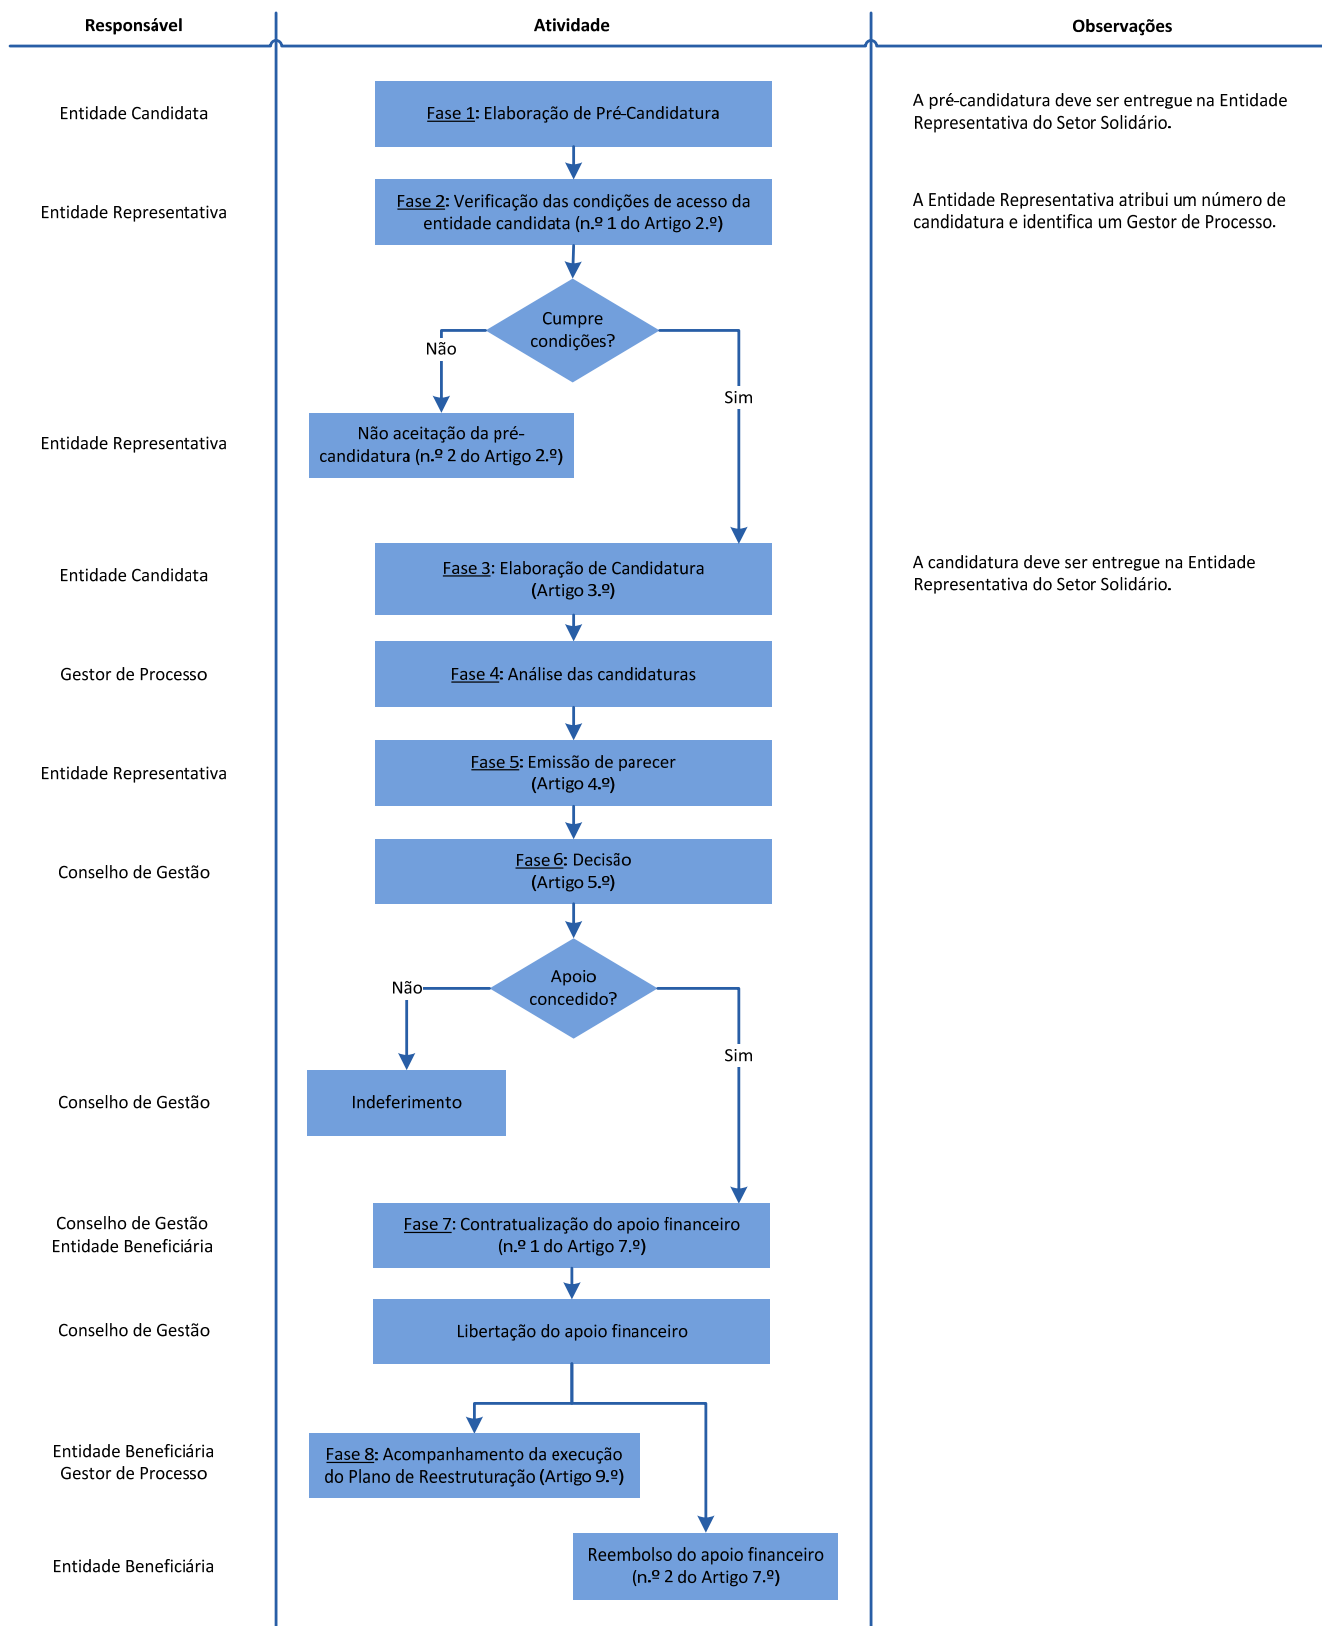 Responsável
Atividade
Observações
Entidade Candidata
Fase 1: Elaboração de Pré-Candidatura
A pré-candidatura deve ser entregue na Entidade
Representativa do Setor Solidário.
Entidade Representativa
Fase 2: Verificação das condições de acesso da
entidade candidata (n.º 1 do Artigo 2.º)
A Entidade Representativa atribui um número de
candidatura e identifica um Gestor de Processo.
Cumpre
condições?
Não
Sim
Entidade Representativa
Não aceitação da pré-
candidatura (n.º 2 do Artigo 2.º)
Entidade Candidata
Fase 3: Elaboração de Candidatura
(Artigo 3.º)
A candidatura deve ser entregue na Entidade
Representativa do Setor Solidário.
Gestor de Processo
Fase 4: Análise das candidaturas
Entidade Representativa
Fase 5: Emissão de parecer
(Artigo 4.º)
Conselho de Gestão
Fase 6: Decisão
(Artigo 5.º)
Apoio
concedido?
Não
Sim
Conselho de Gestão
Indeferimento
Conselho de Gestão
Entidade Beneficiária
Fase 7: Contratualização do apoio financeiro
(n.º 1 do Artigo 7.º)
Conselho de Gestão
Libertação do apoio financeiro
Entidade Beneficiária
Gestor de Processo
Fase 8: Acompanhamento da execução
do Plano de Reestruturação (Artigo 9.º)
Entidade Beneficiária
Reembolso do apoio financeiro
(n.º 2 do Artigo 7.º)